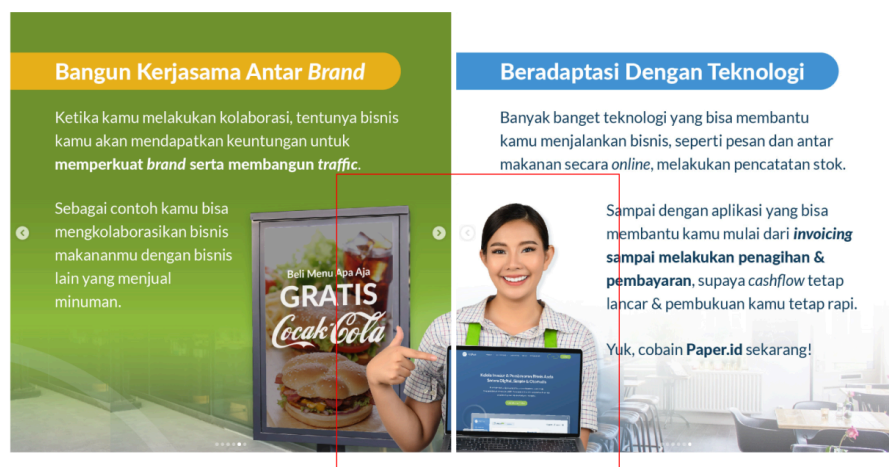 Bangun Kerjasama Antar Brand
Ketika kamu melakukan kolaborasi, tentunya bisnis
kamu akan mendapatkan keuntungan untuk
memperkuat brand serta membangun traffic.
Sebagai contoh kamu bisa
mengkolaborasikan bisnis
makananmu dengan bisnis
lain yang menjual
minuman.
Beli Menu Apa Aja
GRATIS
Cocak Cola
Beradaptasi Dengan Teknologi
Banyak banget teknologi yang bisa membantu
kamu menjalankan bisnis, seperti pesan dan antar
makanan secara online, melakukan pencatatan stok.
Sampai dengan aplikasi yang bisa
membantu kamu mulai dari invoicing
sampai melakukan penagihan &
pembayaran, supaya cashflow tetap
lancar & pembukuan kamu tetap rapi.
Yuk, cobain Paper.id sekarang!